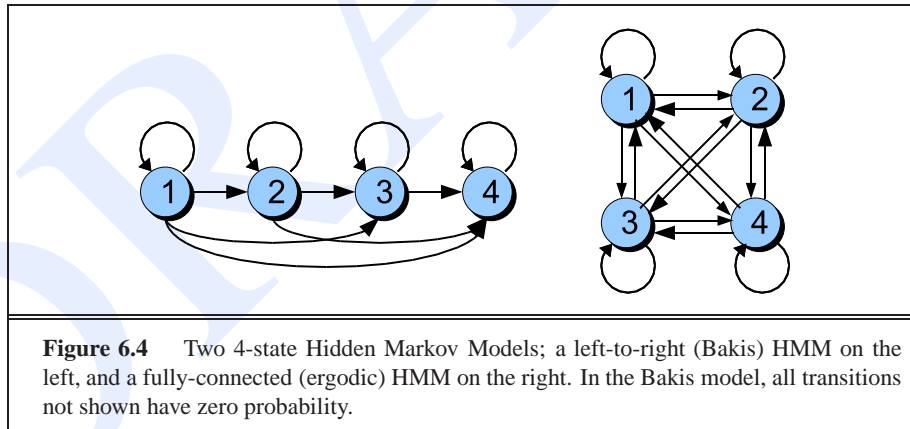 1 2
1 2 3 4
3 4
Figure 6.4 Two 4-state Hidden Markov Models; a left-to-right (Bakis) HMM on the
left, and a fully-connected (ergodic) HMM on the right. In the Bakis model, all transitions
not shown have zero probability.